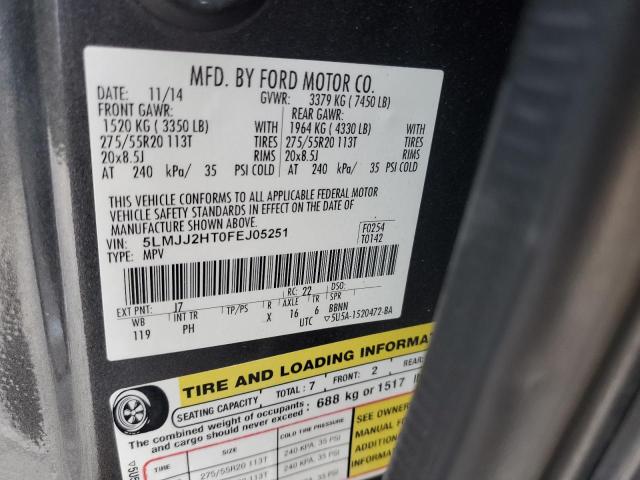 MFD. BY FORD MOTOR CO.
DATE: 11/14 GVWR: 3379 KG ( 7450 LB)
FRONT GAWR: REAR GAWR:
1520 KG ( 3350 LB) WITH 1964 KG ( 4330 LB) WITH
275/55R20 113T TIRES 275/55R20 113T TIRES
20x8.5J RIMS 20x8.5J RIMS
AT 240 kPa/ 35 PSI COLD AT 240 kPa/ 35 PSI COLD
THIS VEHICLE CONFORMS TO ALL APPLICABLE FEDERAL MOTOR
VEHICLE SAFETY STANDARDS IN EFFECT ON THE DATE OF
MANUFACTURE SHOWN ABOVE.
VIN: 5LMJJ2HT0FEJ05251 F0254
TYPE: MPV T0142
RC: 22 DSO:
EXT PNT: J7 TP/PS R AXLE TR SPR
WB INT TR X 16 6 BBNN
119 PH UTC ▽5U5A-1520472-BA
TIRE AND LOADING INFORMA
SEATING CAPACITY TOTAL: 7 FRONT: 2 REAR:
The combined weight of occupants
and cargo should never exceed: 688 kg or 1517
TIRE SIZE COLD TIRE PRESSURE SEE OWNER
275/55R20 113T 240 KPA, 35 PSI MANUAL FO
240 KPA, 35 PSI ADDITION
INFORMA